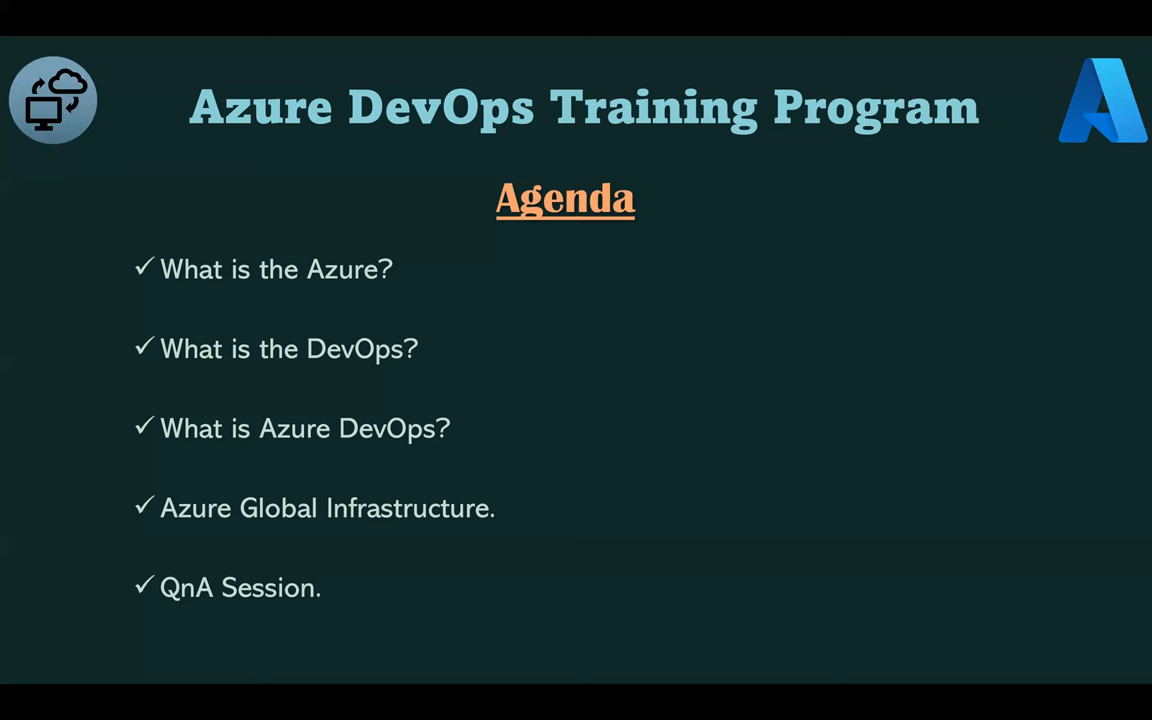 Azure DevOps Training Program
Agenda
✓ What is the Azure?
✓ What is the DevOps?
✓ What is Azure DevOps?
✓ Azure Global Infrastructure.
✓ QnA Session.